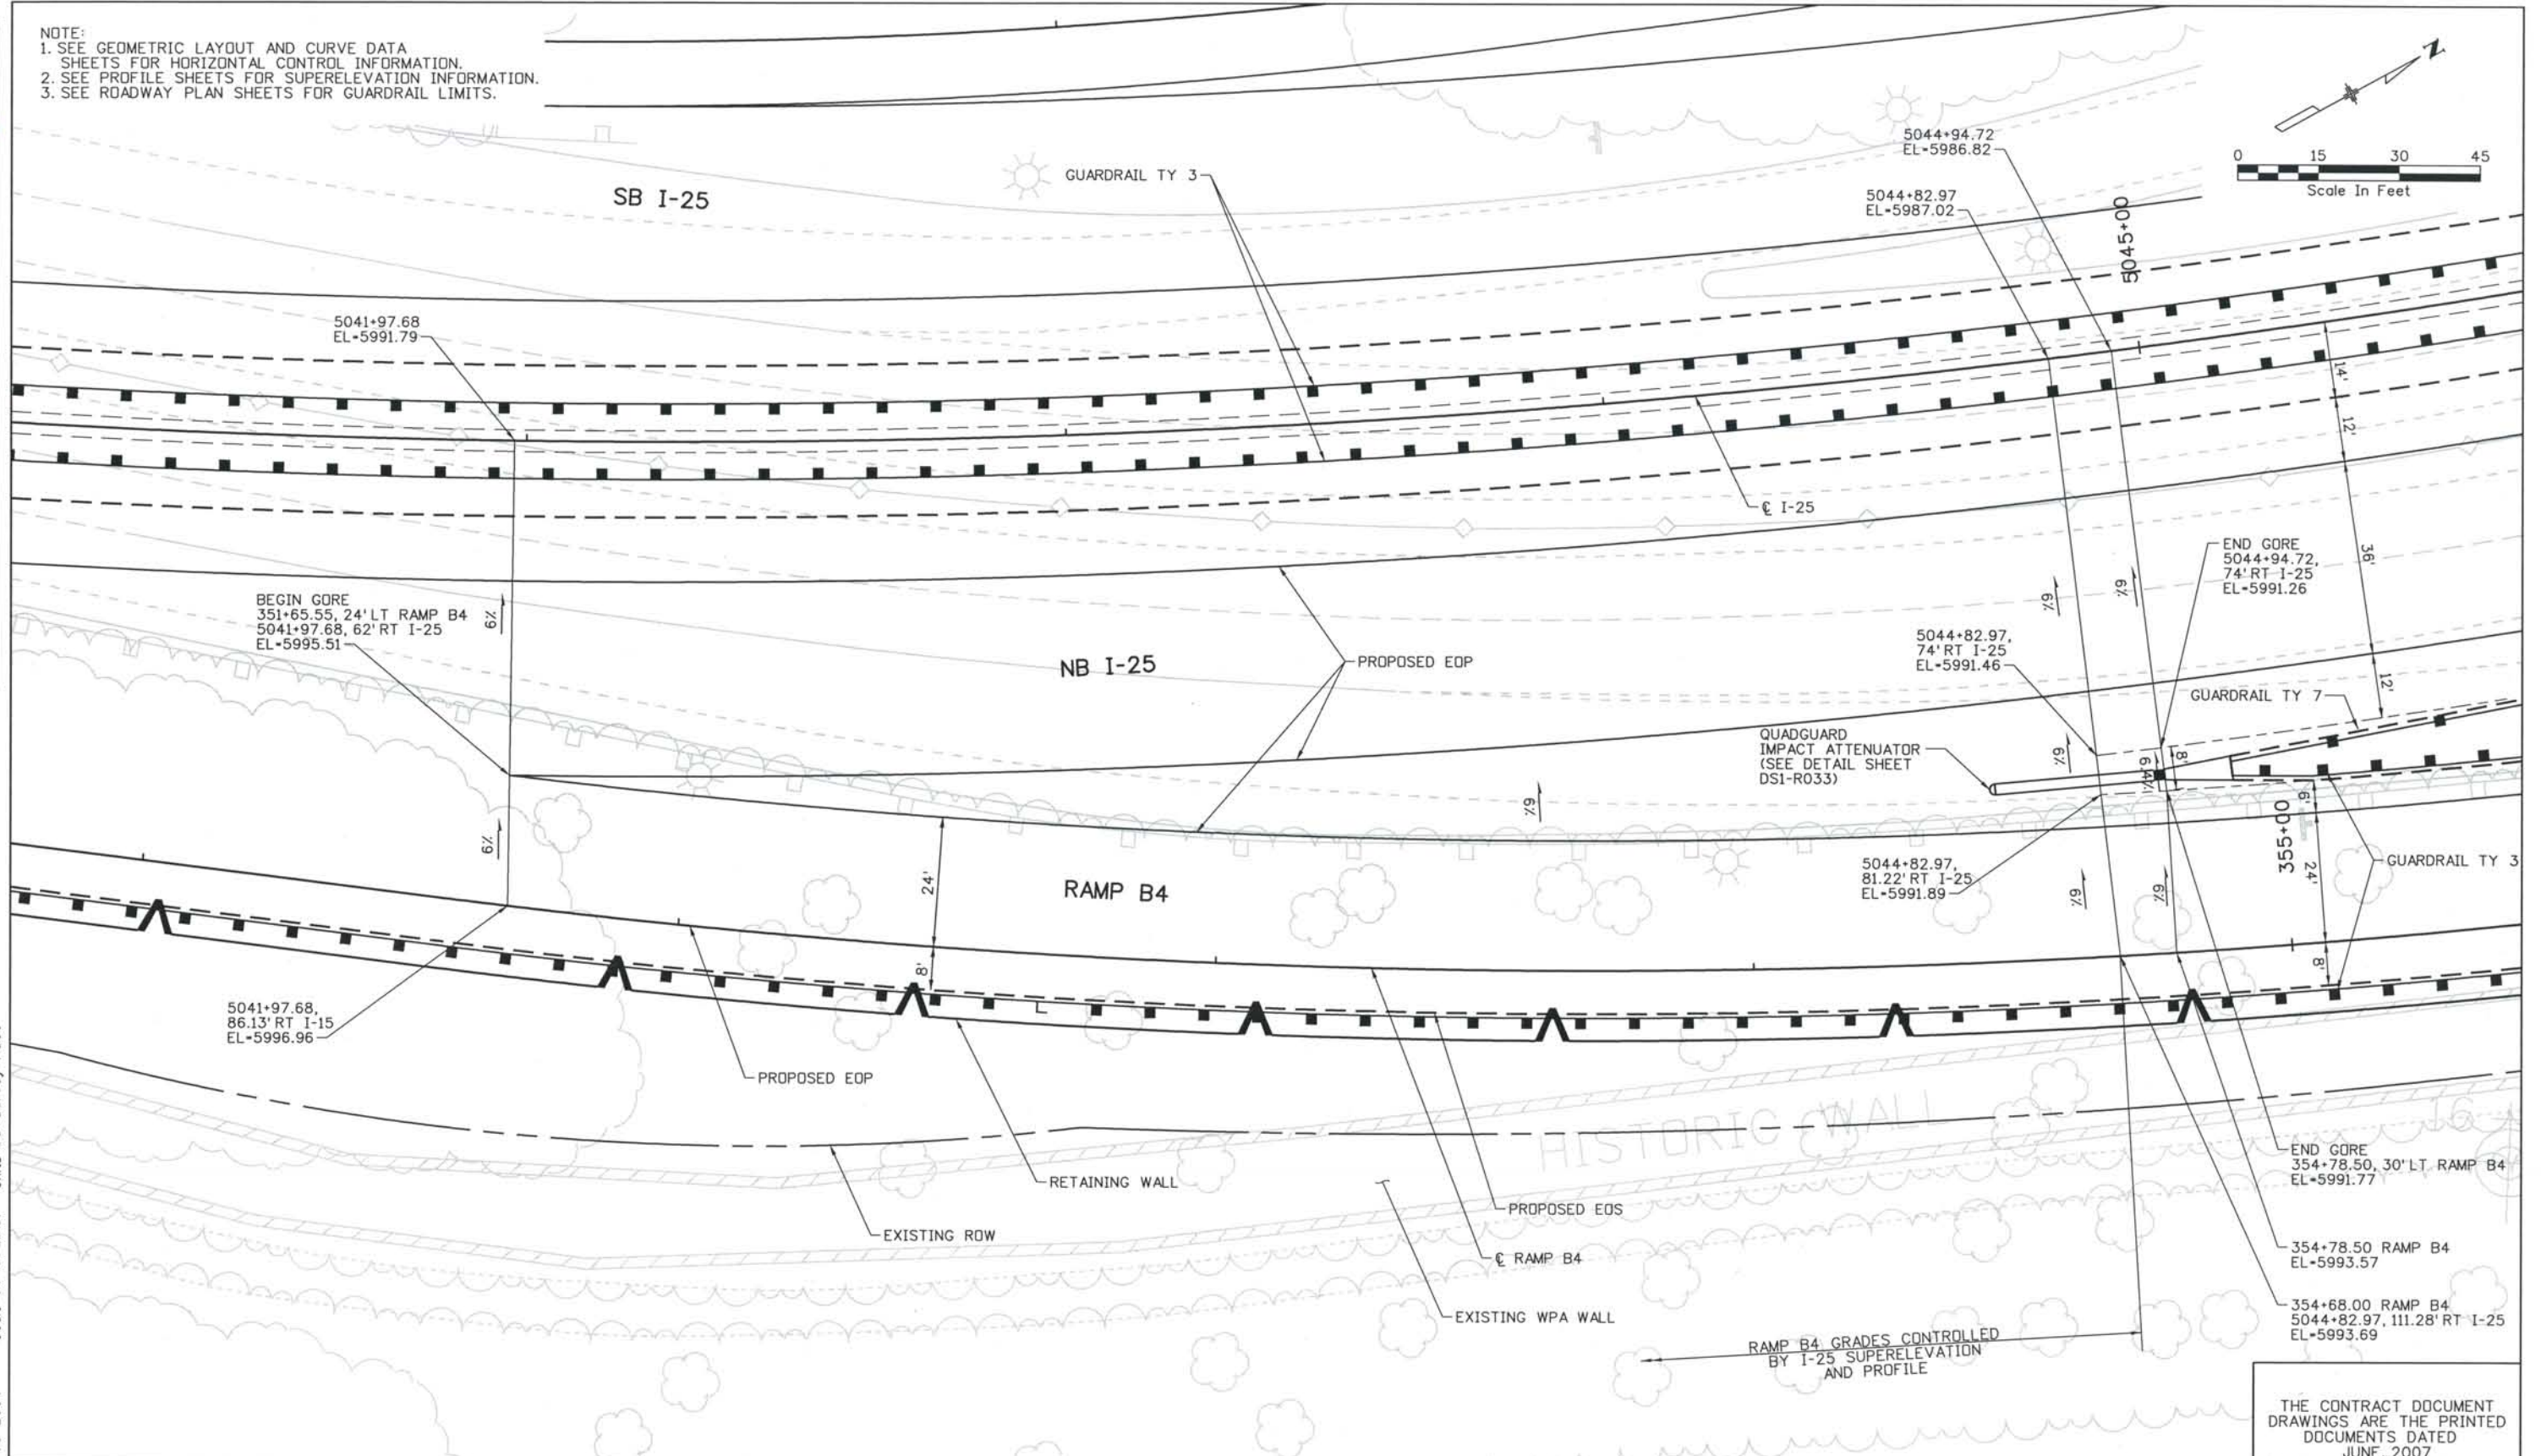 NOTE:
1. SEE GEOMETRIC LAYOUT AND CURVE DATA
SHEETS FOR HORIZONTAL CONTROL INFORMATION.
2. SEE PROFILE SHEETS FOR SUPERELEVATION INFORMATION.
3. SEE ROADWAY PLAN SHEETS FOR GUARDRAIL LIMITS.
N
0 15 30 45
Scale In Feet
5044+94.72
EL=5986.82
5044+82.97
EL=5987.02
5045+00
GUARDRAIL TY 3
SB I-25
5041+97.68
EL=5991.79
14'
12'
36'
12'
℄ I-25
BEGIN GORE
351+65.55, 24' LT RAMP B4
5041+97.68, 62' RT I-25
EL=5995.51
6%
6%
NB I-25
PROPOSED EOP
6%
6%
END GORE
5044+94.72,
74' RT I-25
EL=5991.26
5044+82.97,
74' RT I-25
EL=5991.46
GUARDRAIL TY 7
QUADGUARD
IMPACT ATTENUATOR
(SEE DETAIL SHEET
DS1-R033)
6%
8'
6%
6'
355+00
24'
8'
GUARDRAIL TY 3
5044+82.97,
81.22' RT I-25
EL=5991.89
6%
6%
24'
8'
RAMP B4
5041+97.68,
86.13' RT I-15
EL=5996.96
PROPOSED EOP
HISTORIC WALL
16
RETAINING WALL
EXISTING ROW
PROPOSED EOS
℄ RAMP B4
EXISTING WPA WALL
END GORE
354+78.50, 30' LT RAMP B4
EL=5991.77
354+78.50 RAMP B4
EL=5993.57
354+68.00 RAMP B4
5044+82.97, 111.28' RT I-25
EL=5993.69
RAMP B4 GRADES CONTROLLED
BY I-25 SUPERELEVATION
AND PROFILE
THE CONTRACT DOCUMENT
DRAWINGS ARE THE PRINTED
DOCUMENTS DATED
JUNE, 2007